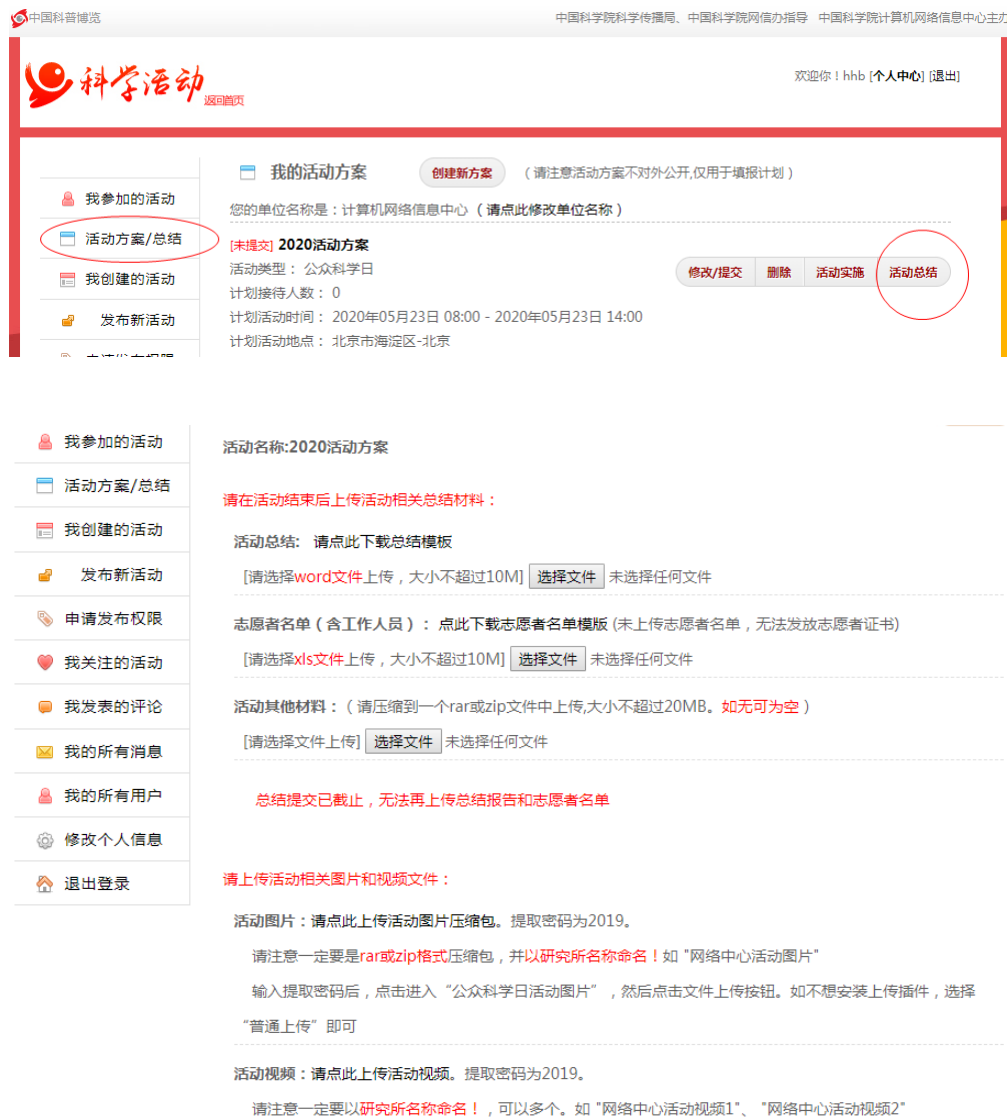 中国科普博览
中国科学院科学传播局、中国科学院网信办指导 中国科学院计算机网络信息中心主办
科学活动 返回首页
欢迎你！hhb [个人中心] [退出]
我的活动方案 创建新方案 （请注意活动方案不对外公开,仅用于填报计划）
我参加的活动
您的单位名称是：计算机网络信息中心（请点此修改单位名称）
活动方案/总结
[未提交] 2020活动方案
活动类型： 公众科学日
修改/提交 删除 活动实施 活动总结
我创建的活动
计划接待人数： 0
发布新活动
计划活动时间： 2020年05月23日 08:00 - 2020年05月23日 14:00
计划活动地点： 北京市海淀区-北京
申请发布权限
我参加的活动
活动方案/总结
我创建的活动
发布新活动
申请发布权限
我关注的活动
我发表的评论
我的所有消息
我的所有用户
修改个人信息
退出登录
活动名称:2020活动方案
请在活动结束后上传活动相关总结材料：
活动总结: 请点此下载总结模板
[请选择word文件上传，大小不超过10M] 选择文件 未选择任何文件
志愿者名单（含工作人员）：点此下载志愿者名单模版 (未上传志愿者名单，无法发放志愿者证书)
[请选择xls文件上传，大小不超过10M] 选择文件 未选择任何文件
活动其他材料：（请压缩到一个rar或zip文件中上传,大小不超过20MB。如无可为空）
[请选择文件上传] 选择文件 未选择任何文件
总结提交已截止，无法再上传总结报告和志愿者名单
请上传活动相关图片和视频文件：
活动图片：请点此上传活动图片压缩包。提取密码为2019。
请注意一定要是rar或zip格式压缩包，并以研究所名称命名！如 "网络中心活动图片"
输入提取密码后，点击进入“公众科学日活动图片”，然后点击文件上传按钮。如不想安装上传插件，选择
“普通上传”即可
活动视频：请点此上传活动视频。提取密码为2019。
请注意一定要以研究所名称命名！，可以多个。如 "网络中心活动视频1"、 "网络中心活动视频2"